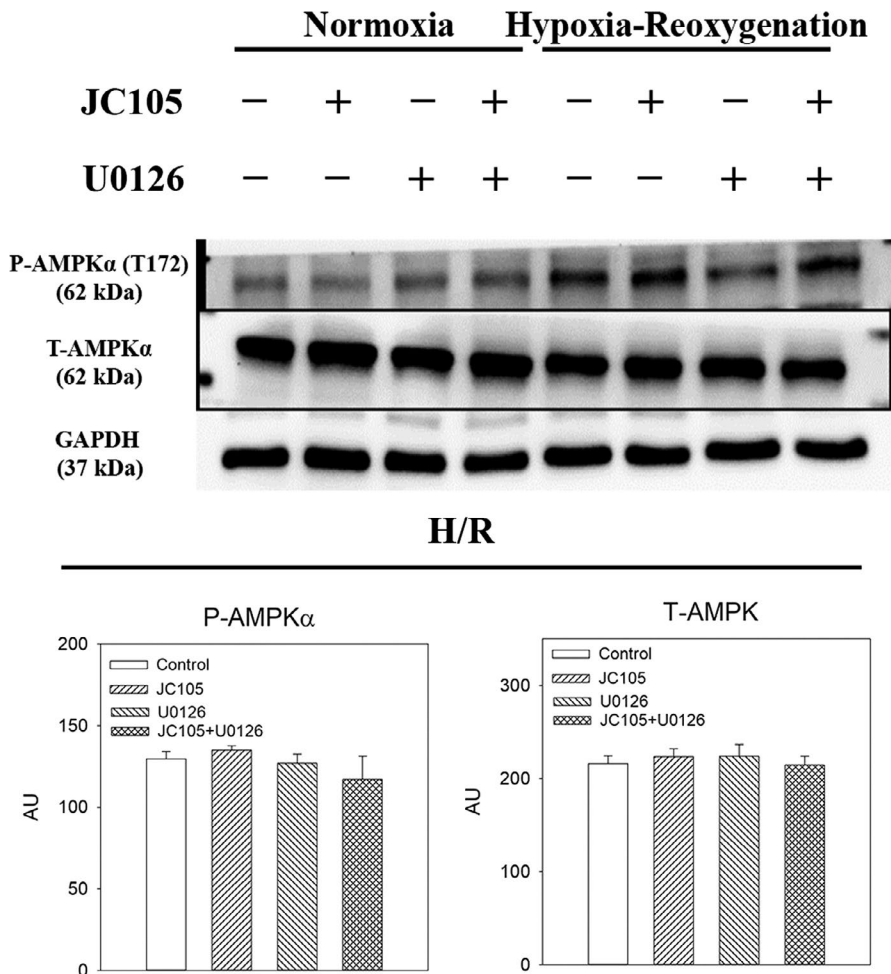 Normoxia Hypoxia-Reoxygenation
JC105 − + − + − + − +
U0126 − − + + − − + +
P-AMPKα (T172)
(62 kDa)
T-AMPKα
(62 kDa)
GAPDH
(37 kDa)
H/R
P-AMPKα
200
150
100
50
0
AU
Control
JC105
U0126
JC105+U0126
T-AMPK
300
200
100
0
AU
Control
JC105
U0126
JC105+U0126